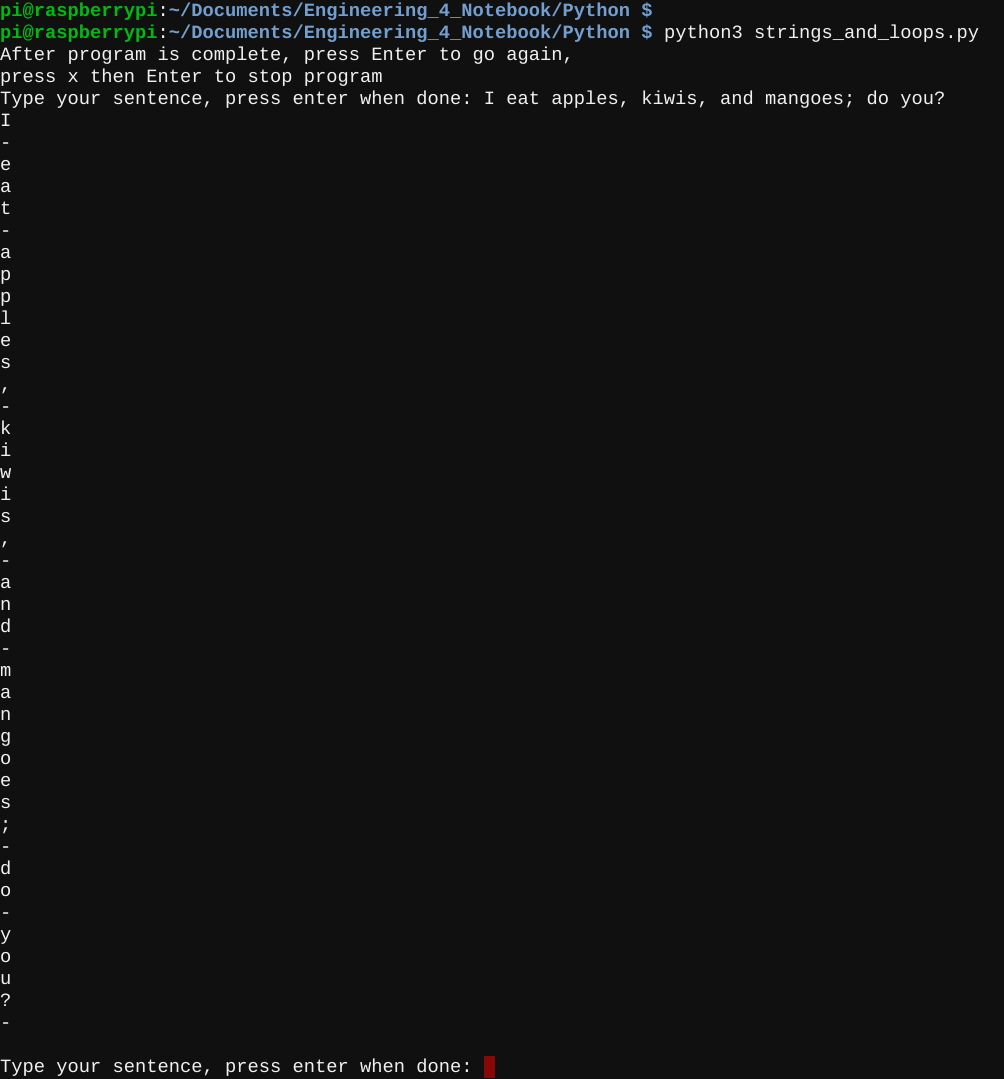 pi@raspberrypi:~/Documents/Engineering_4_Notebook/Python $
pi@raspberrypi:~/Documents/Engineering_4_Notebook/Python $ python3 strings_and_loops.py
After program is complete, press Enter to go again,
press x then Enter to stop program
Type your sentence, press enter when done: I eat apples, kiwis, and mangoes; do you?
I
-
e
a
t
-
a
p
p
l
e
s
,
-
k
i
w
i
s
,
-
a
n
d
-
m
a
n
g
o
e
s
;
-
d
o
-
y
o
u
?
-

Type your sentence, press enter when done: